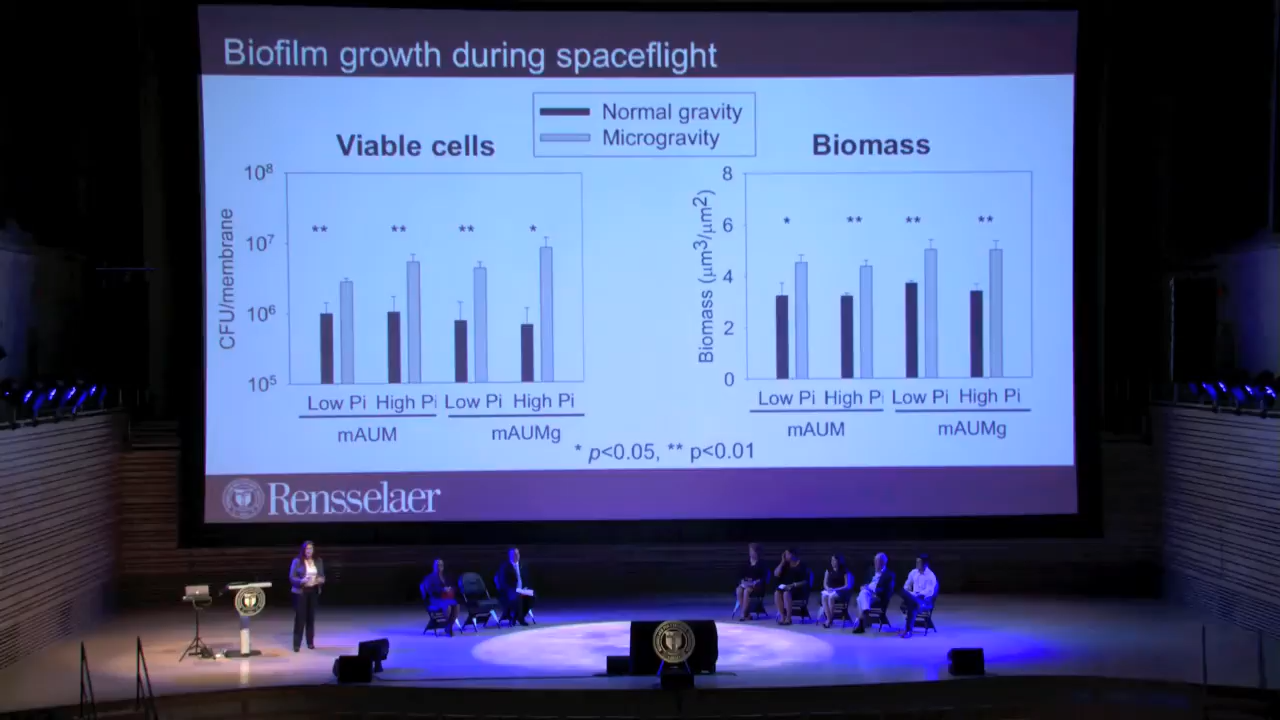 Biofilm growth during spaceflight
Normal gravity
Microgravity
Viable cells
Biomass
10⁸
10⁷
10⁶
10⁵
CFU/membrane
** ** ** *
Low Pi High Pi Low Pi High Pi
mAUM mAUMg
8
6
4
2
0
Biomass (µm³/µm²)
* ** ** **
Low Pi High Pi Low Pi High Pi
mAUM mAUMg
* p<0.05, ** p<0.01
Rensselaer